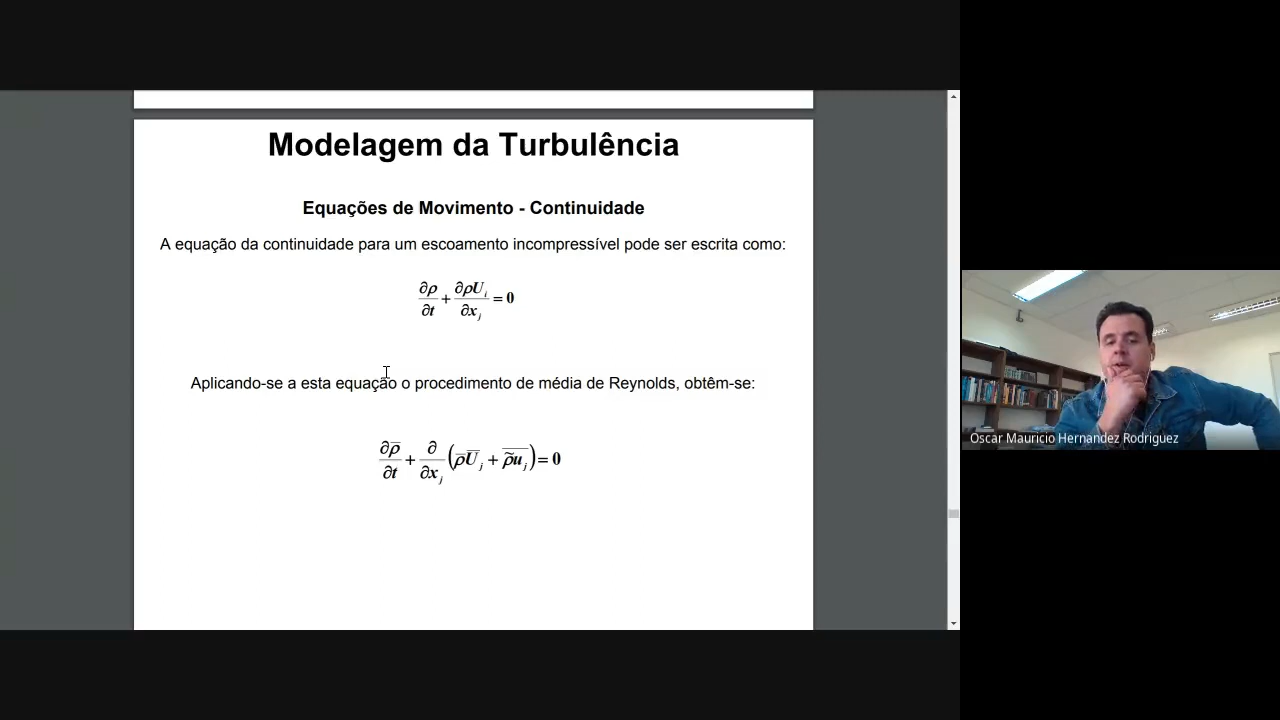 Modelagem da Turbulência
Equações de Movimento - Continuidade
A equação da continuidade para um escoamento incompressível pode ser escrita como:
∂ρ/∂t + ∂ρU_i/∂x_j = 0
Aplicando-se a esta equação o procedimento de média de Reynolds, obtêm-se:
∂ρ̅/∂t + ∂/∂x_j (ρ̅U̅_j + \overline{ρ̃u_j}) = 0
Oscar Mauricio Hernandez Rodriguez